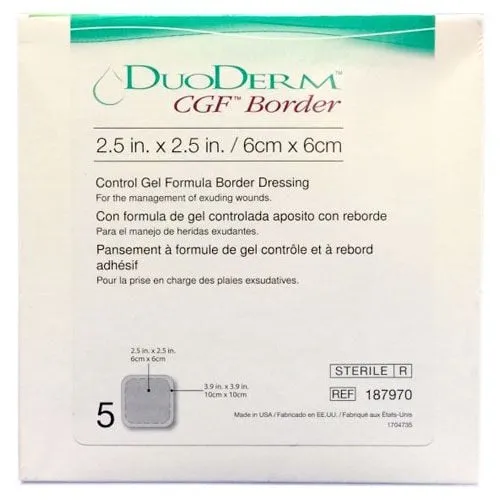 DUODERM™
CGF™ Border
2.5 in. x 2.5 in. / 6cm x 6cm
Control Gel Formula Border Dressing
For the management of exuding wounds.
Con formula de gel controlada aposito con reborde
Para el manejo de heridas exudantes.
Pansement à formule de gel contrôle et à rebord
adhésif
Pour la prise en charge des plaies exsudatives.
2.5 in. x 2.5 in.
6cm x 6cm
3.9 in. x 3.9 in.
10cm x 10cm
5
STERILE R
REF 187970
Made in USA / Fabricado en EE.UU. / Fabriqué aux États-Unis
1704735